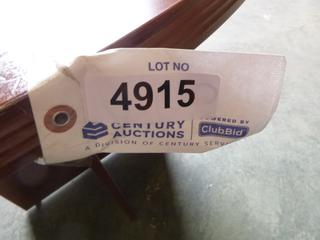 LOT NO
4915
CENTURY
AUCTIONS
POWERED BY
ClubBid
A DIVISION OF CENTURY SERV